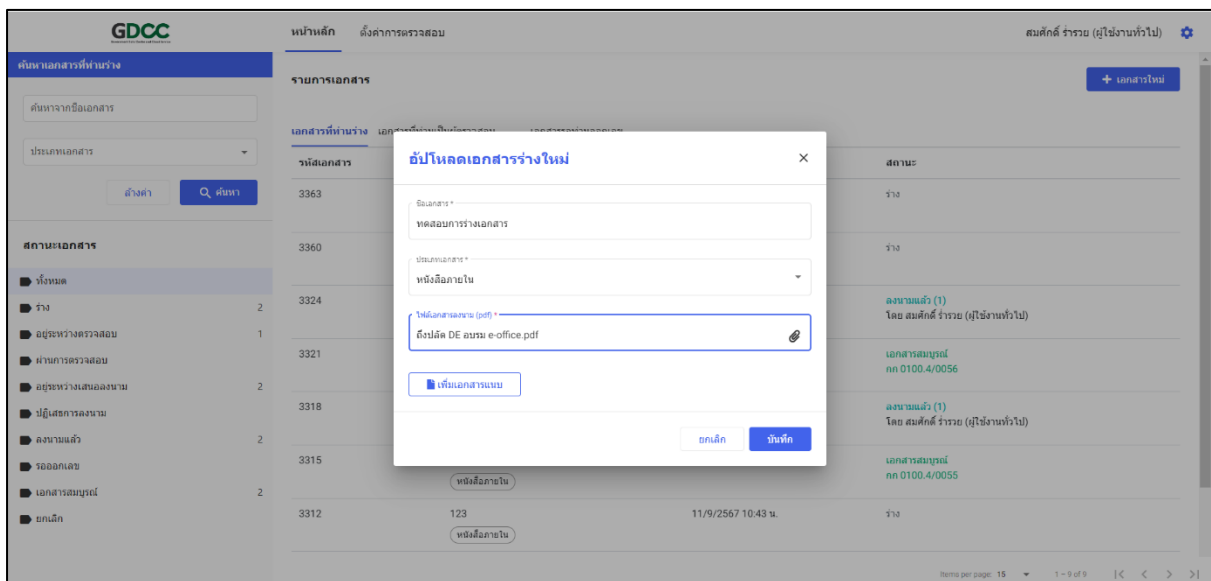 GDCC
หน้าหลัก ตั้งค่าการตรวจสอบ
สมศักดิ์ ร่ำรวย (ผู้ใช้งานทั่วไป)
ค้นหาเอกสารที่ท่านร่าง
ค้นหาจากชื่อเอกสาร
ประเภทเอกสาร
ล้างค่า ค้นหา
สถานะเอกสาร
ทั้งหมด
ร่าง 2
อยู่ระหว่างตรวจสอบ 1
ผ่านการตรวจสอบ
อยู่ระหว่างเสนอลงนาม 2
ปฏิเสธการลงนาม
ลงนามแล้ว 2
รอออกเลข
เอกสารสมบูรณ์ 2
ยกเลิก
รายการเอกสาร
+ เอกสารใหม่
เอกสารที่ท่านร่าง เอกสารที่ท่านเป็นผู้ตรวจสอบ
รหัสเอกสาร สถานะ
3363 ร่าง
3360 ร่าง
3324 ลงนามแล้ว (1)
โดย สมศักดิ์ ร่ำรวย (ผู้ใช้งานทั่วไป)
3321 เอกสารสมบูรณ์
กก 0100.4/0056
3318 ลงนามแล้ว (1)
โดย สมศักดิ์ ร่ำรวย (ผู้ใช้งานทั่วไป)
3315 เอกสารสมบูรณ์
หนังสือภายใน กก 0100.4/0055
3312 123 11/9/2567 10:43 น. ร่าง
หนังสือภายใน
Items per page: 15 1 – 9 of 9
อัปโหลดเอกสารร่างใหม่
ชื่อเอกสาร *
ทดสอบการร่างเอกสาร
ประเภทเอกสาร *
หนังสือภายใน
ไฟล์เอกสารลงนาม (pdf) *
ถึงปลัด DE อบรม e-office.pdf
เพิ่มเอกสารแนบ
ยกเลิก บันทึก